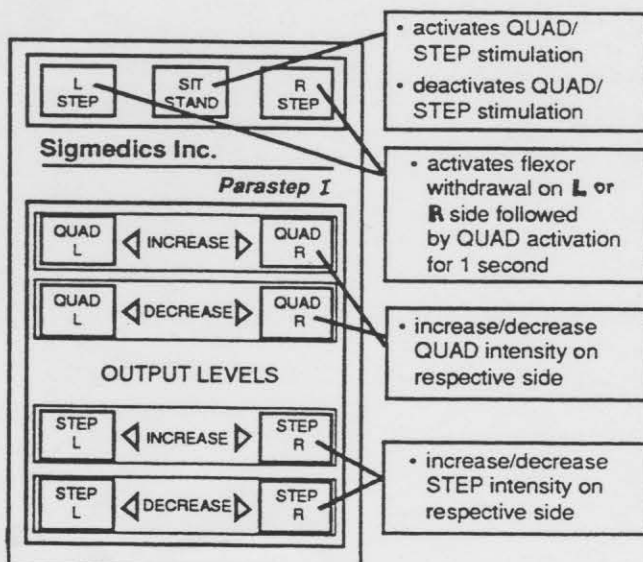 L
STEP
SIT
STAND
R
STEP
Sigmedics Inc.
Parastep I
QUAD
L
INCREASE
QUAD
R
QUAD
L
DECREASE
QUAD
R
OUTPUT LEVELS
STEP
L
INCREASE
STEP
R
STEP
L
DECREASE
STEP
R
• activates QUAD/
STEP stimulation
• deactivates QUAD/
STEP stimulation
• activates flexor
withdrawal on L or
R side followed
by QUAD activation
for 1 second
• increase/decrease
QUAD intensity on
respective side
• increase/decrease
STEP intensity on
respective side